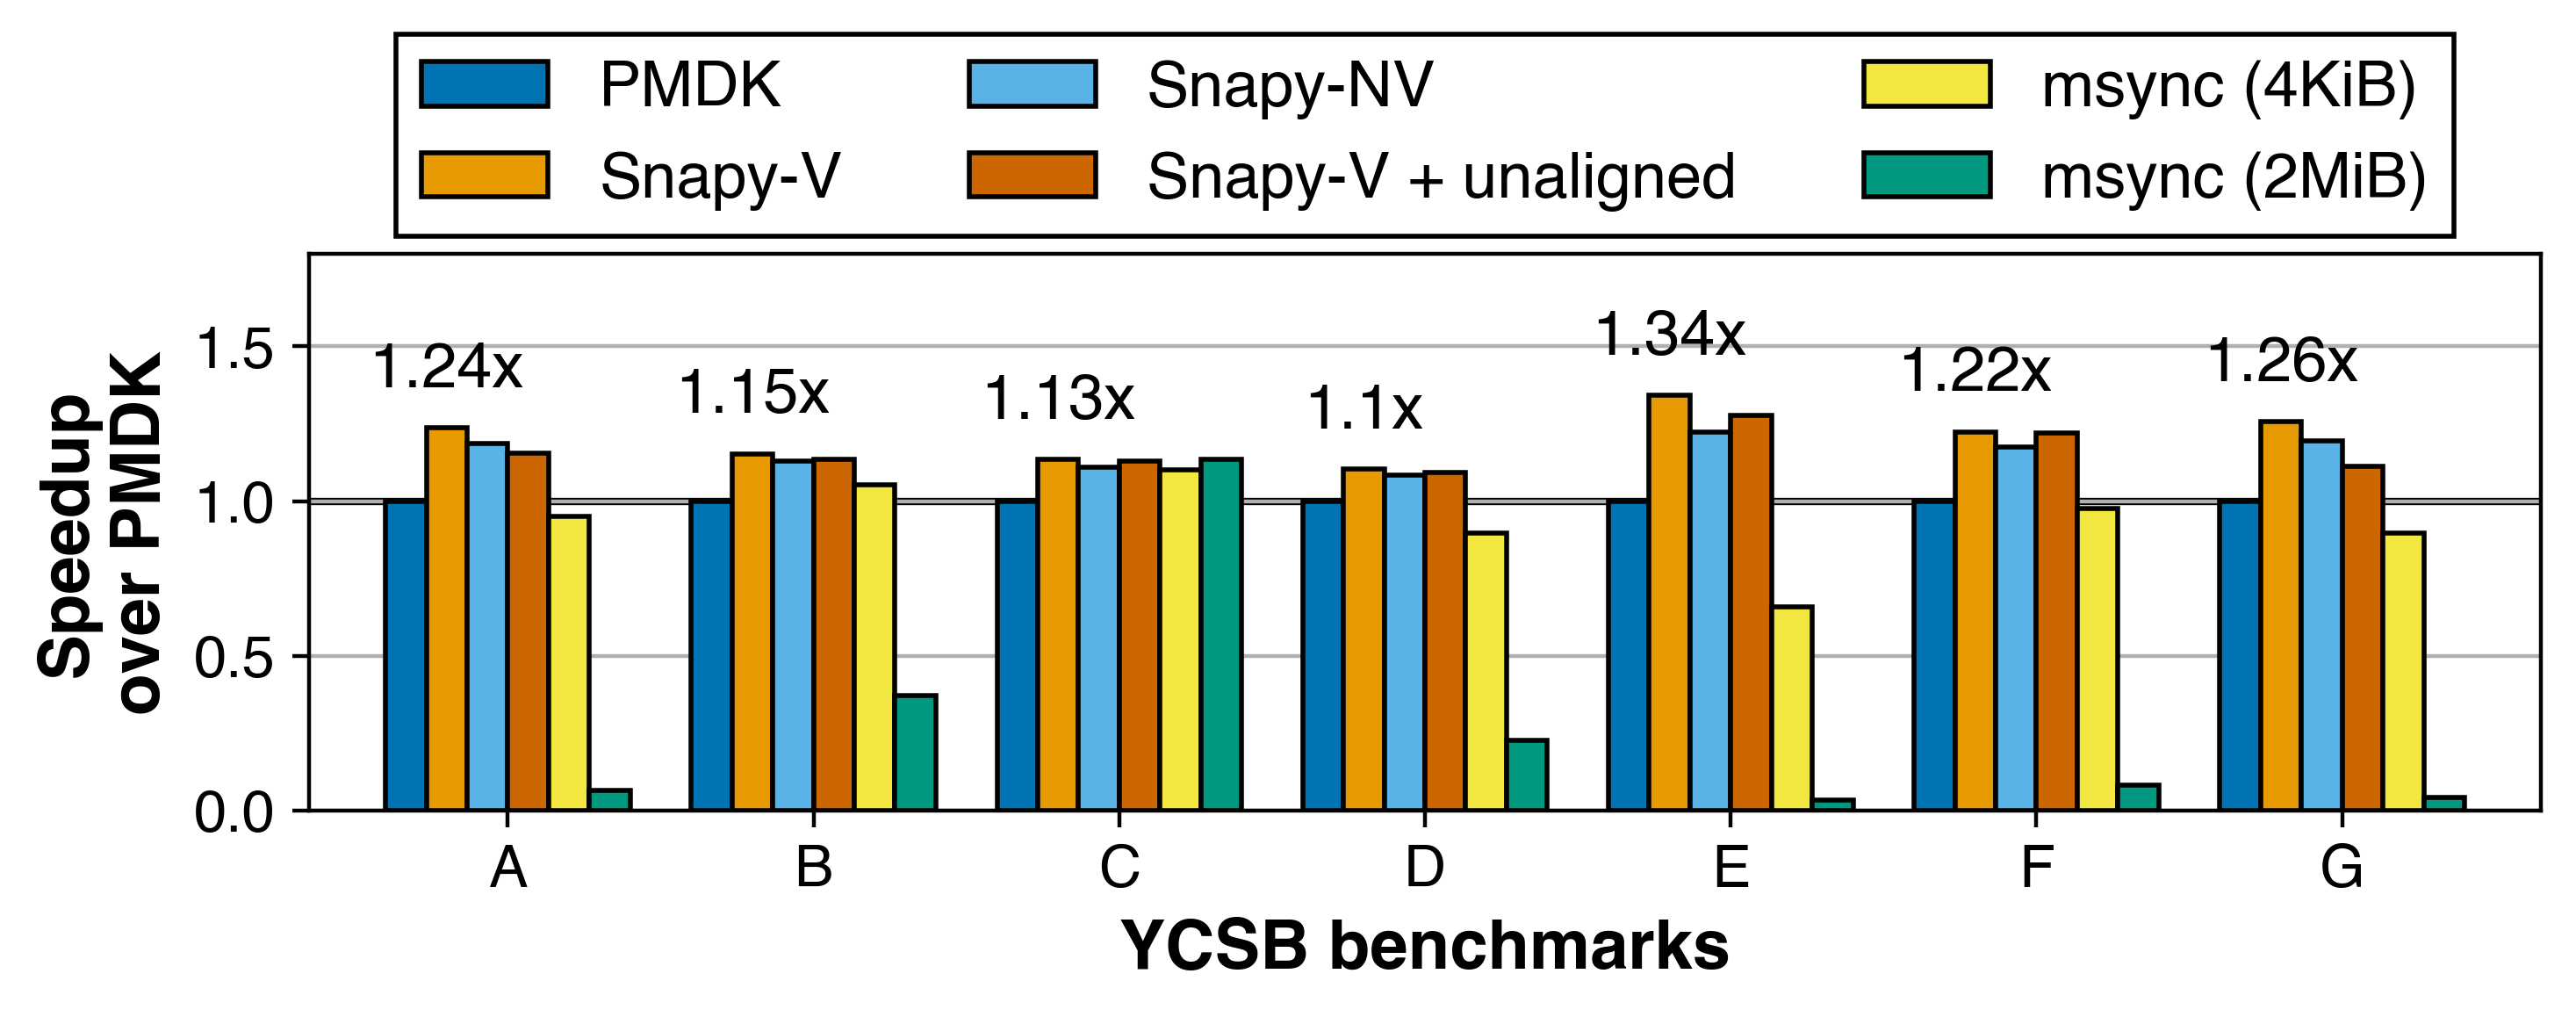 PMDK
Snapy-V
Snapy-NV
Snapy-V + unaligned
msync (4KiB)
msync (2MiB)
Speedup
over PMDK
1.5
1.0
0.5
0.0
1.24x
1.15x
1.13x
1.1x
1.34x
1.22x
1.26x
A
B
C
D
E
F
G
YCSB benchmarks